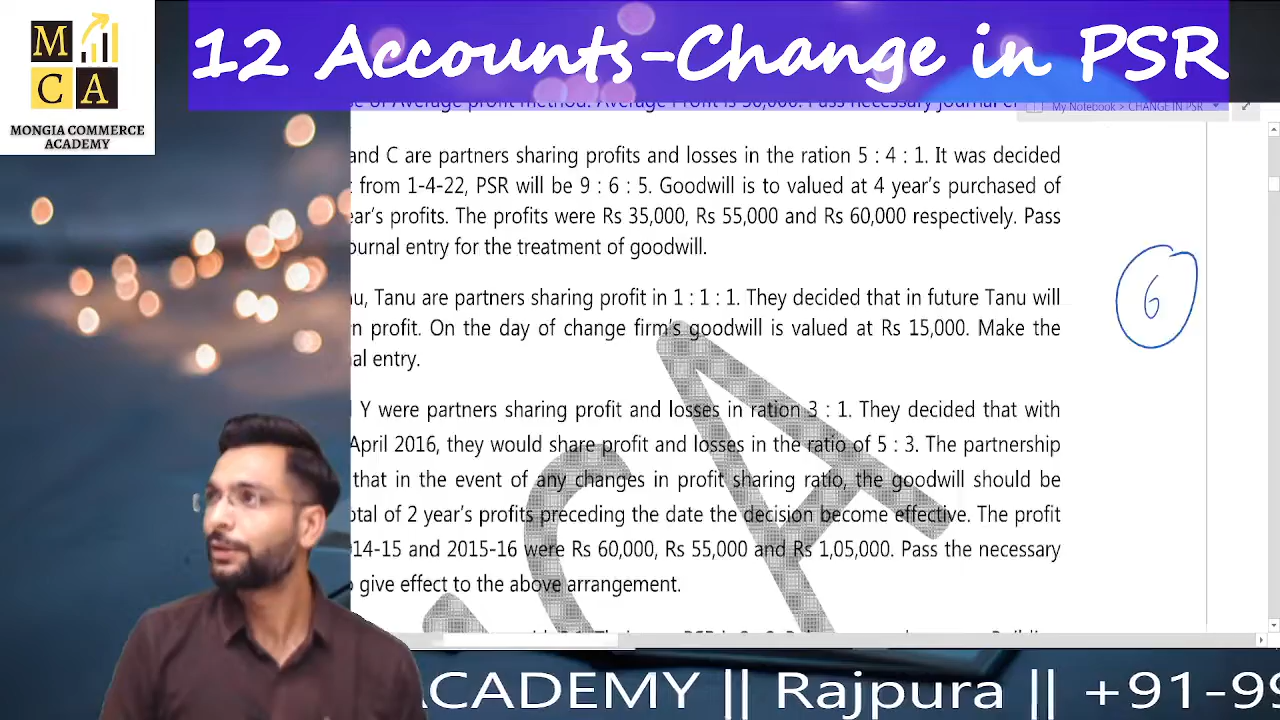 12 Accounts-Change in PSR
M
C A
MONGIA COMMERCE
ACADEMY
My Notebook > CHANGE IN PSR
and C are partners sharing profits and losses in the ration 5 : 4 : 1. It was decided
from 1-4-22, PSR will be 9 : 6 : 5. Goodwill is to valued at 4 year's purchased of
ear's profits. The profits were Rs 35,000, Rs 55,000 and Rs 60,000 respectively. Pass
ournal entry for the treatment of goodwill.
6
u, Tanu are partners sharing profit in 1 : 1 : 1. They decided that in future Tanu will
n profit. On the day of change firm's goodwill is valued at Rs 15,000. Make the
al entry.
Y were partners sharing profit and losses in ration 3 : 1. They decided that with
April 2016, they would share profit and losses in the ratio of 5 : 3. The partnership
that in the event of any changes in profit sharing ratio, the goodwill should be
otal of 2 year's profits preceding the date the decision become effective. The profit
14-15 and 2015-16 were Rs 60,000, Rs 55,000 and Rs 1,05,000. Pass the necessary
give effect to the above arrangement.
CA
ACADEMY || Rajpura || +91-99